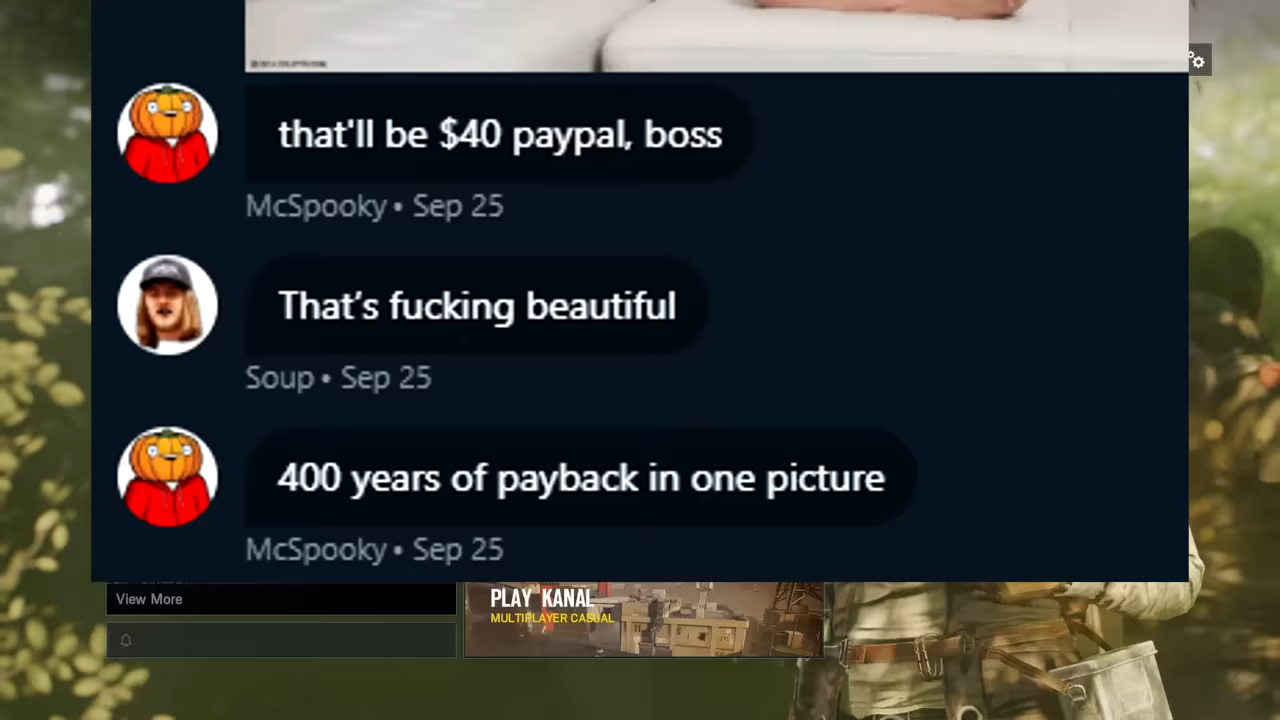 that'll be $40 paypal, boss
McSpooky • Sep 25
That's fucking beautiful
Soup • Sep 25
400 years of payback in one picture
McSpooky • Sep 25
View More
PLAY KANAL
MULTIPLAYER CASUAL